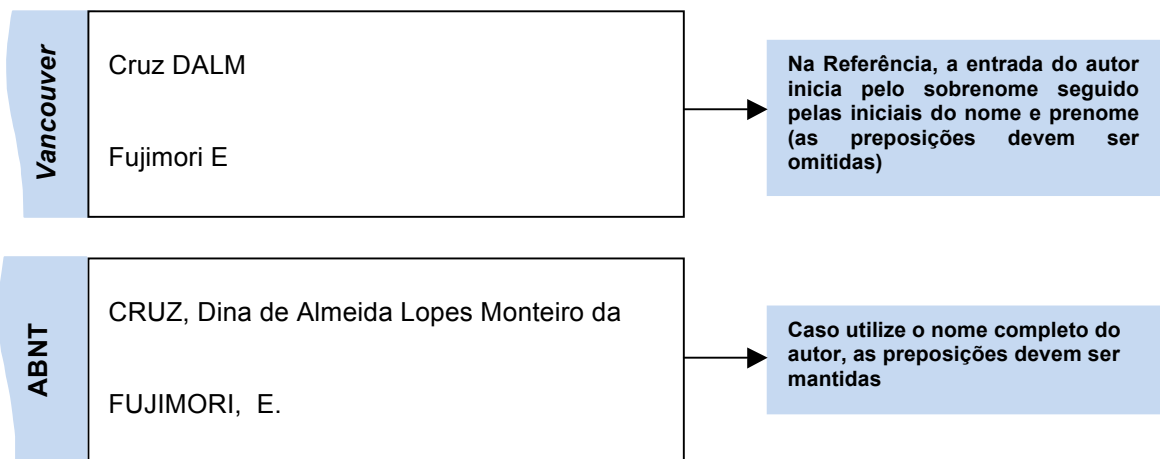 Vancouver
Cruz DALM
Fujimori E
Na Referência, a entrada do autor
inicia pelo sobrenome seguido
pelas iniciais do nome e prenome
(as preposições devem ser
omitidas)
ABNT
CRUZ, Dina de Almeida Lopes Monteiro da
FUJIMORI, E.
Caso utilize o nome completo do
autor, as preposições devem ser
mantidas